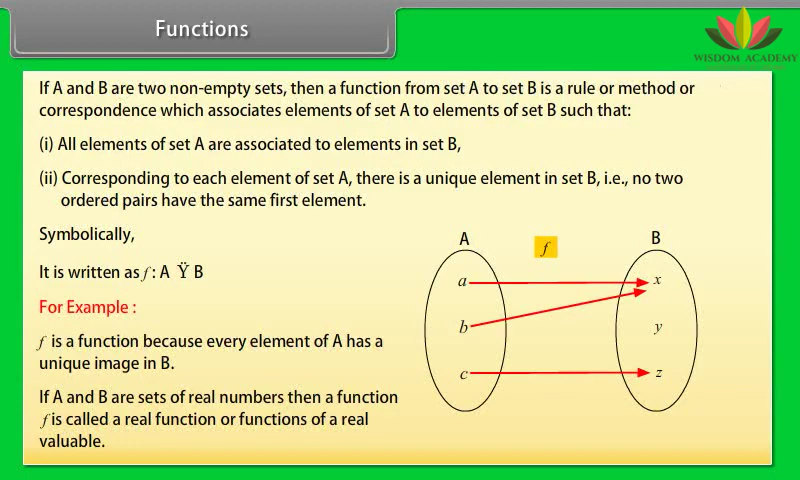 Functions
WISDOM ACADEMY
If A and B are two non-empty sets, then a function from set A to set B is a rule or method or
correspondence which associates elements of set A to elements of set B such that:
(i) All elements of set A are associated to elements in set B,
(ii) Corresponding to each element of set A, there is a unique element in set B, i.e., no two
ordered pairs have the same first element.
Symbolically,
It is written as f : A Ÿ B
For Example :
f is a function because every element of A has a
unique image in B.
If A and B are sets of real numbers then a function
f is called a real function or functions of a real
valuable.
A f B
a x
b y
c z